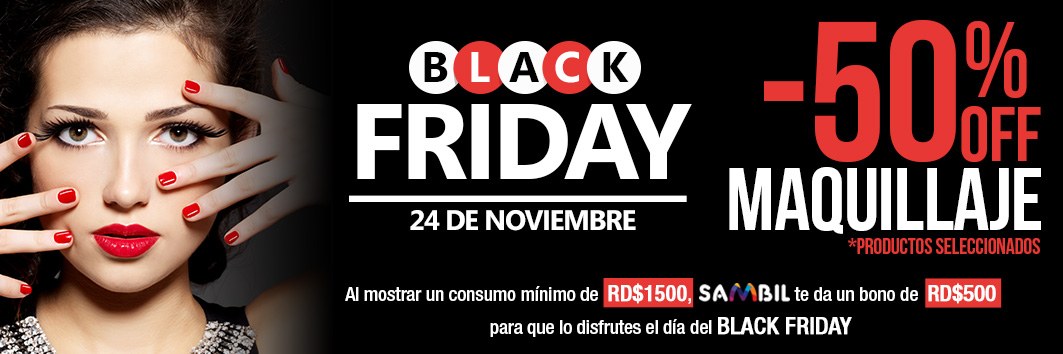 BLACK
FRIDAY
24 DE NOVIEMBRE
-50% OFF
MAQUILLAJE
*PRODUCTOS SELECCIONADOS
Al mostrar un consumo mínimo de RD$1500, SAMBIL te da un bono de RD$500
para que lo disfrutes el día del BLACK FRIDAY